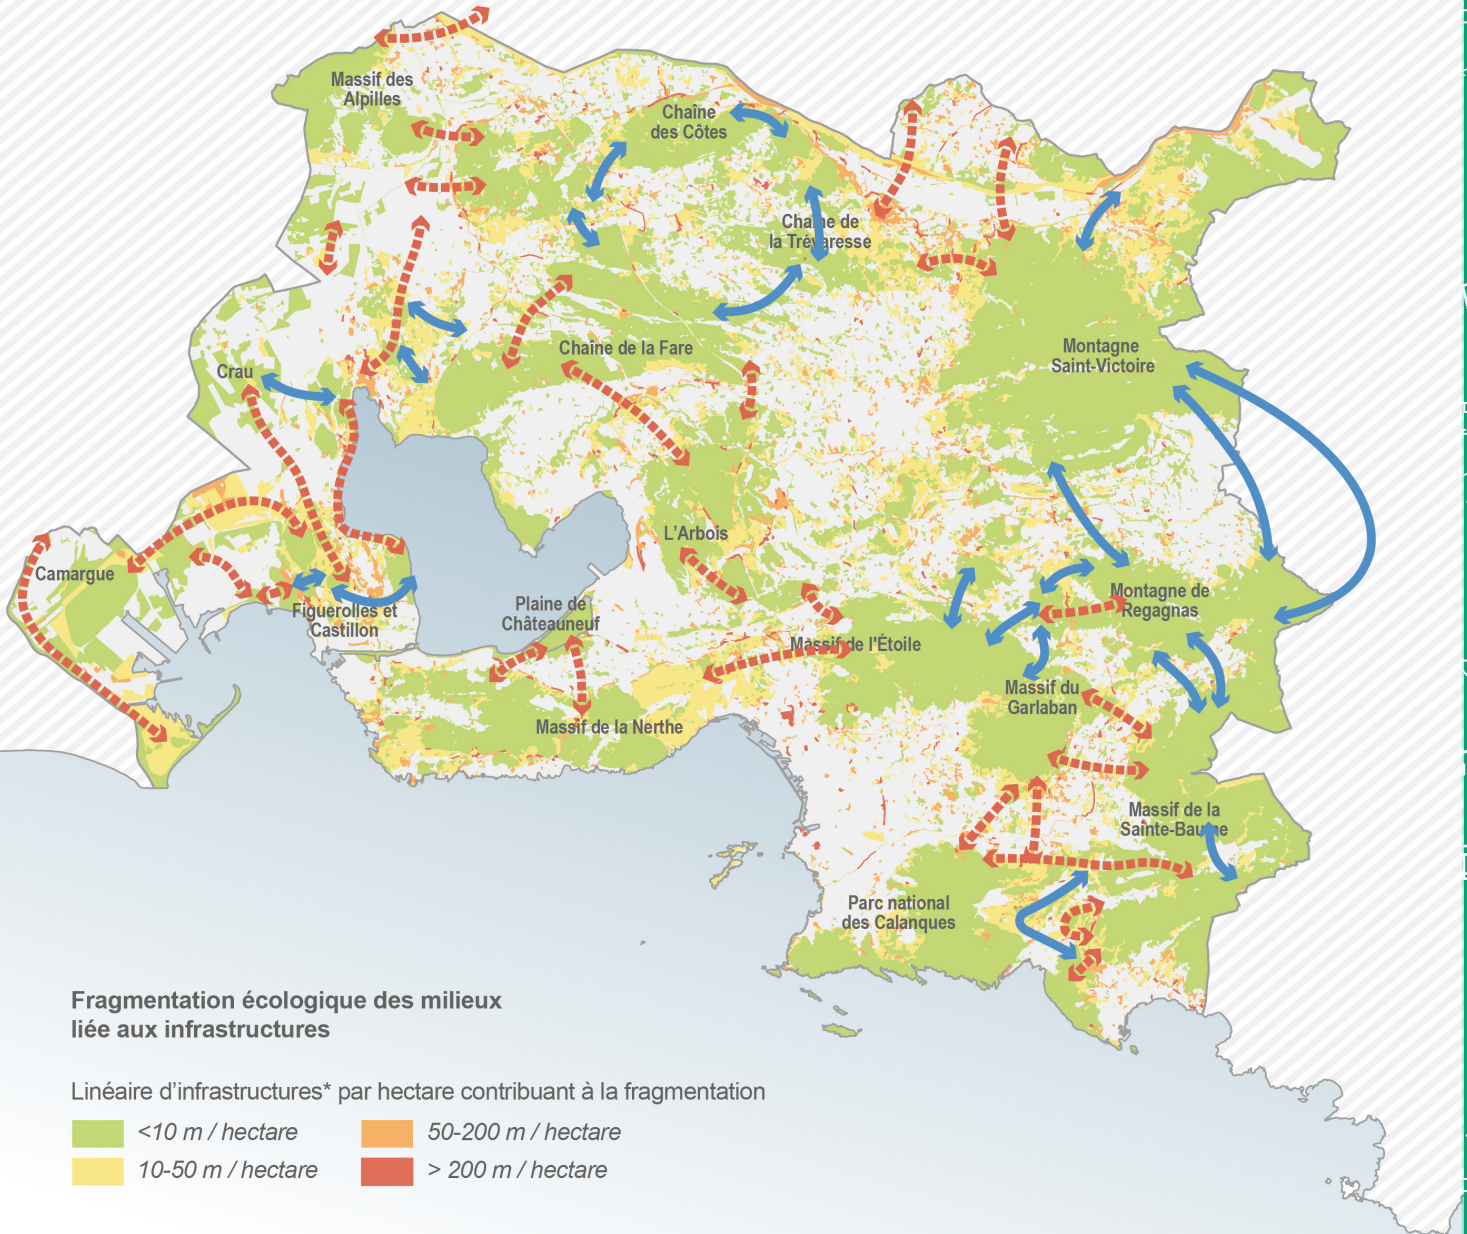 Massif des
Alpilles
Chaîne
des Côtes
Chaîne de
la Trévaresse
Chaîne de la Fare
Montagne
Saint-Victoire
Crau
L'Arbois
Camargue
Figuerolles et
Castillon
Plaine de
Châteauneuf
Montagne de
Regagnas
Massif de l'Étoile
Massif du
Garlaban
Massif de la Nerthe
Massif de la
Sainte-Baume
Parc national
des Calanques
Fragmentation écologique des milieux
liée aux infrastructures
Linéaire d'infrastructures* par hectare contribuant à la fragmentation
<10 m / hectare
50-200 m / hectare
10-50 m / hectare
> 200 m / hectare